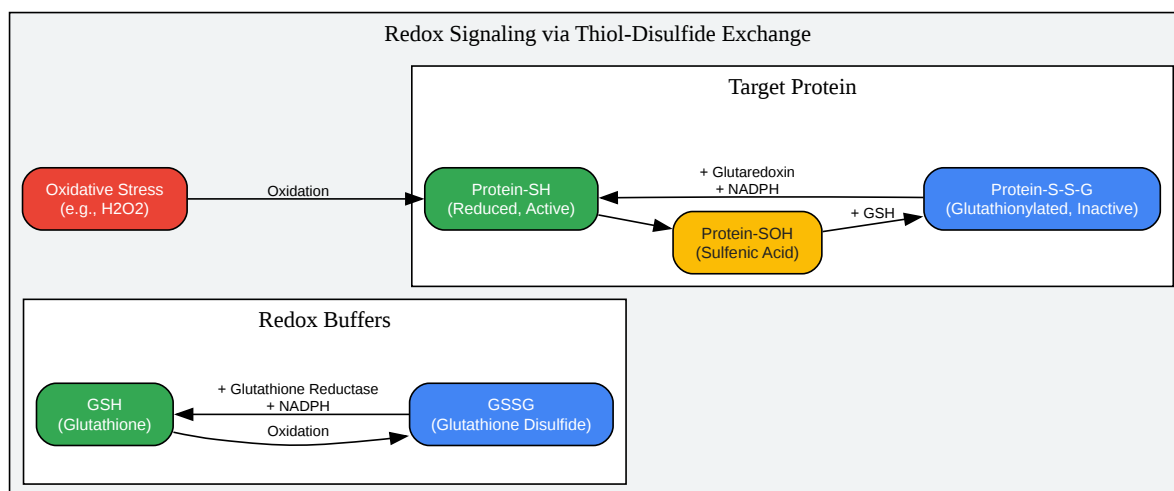 Redox Signaling via Thiol-Disulfide Exchange
Target Protein
Oxidative Stress
(e.g., H2O2)
Oxidation
Protein-SH
(Reduced, Active)
+ Glutaredoxin
+ NADPH
Protein-SOH
(Sulfenic Acid)
+ GSH
Protein-S-S-G
(Glutathionylated, Inactive)
Redox Buffers
GSH
(Glutathione)
+ Glutathione Reductase
+ NADPH
Oxidation
GSSG
(Glutathione Disulfide)